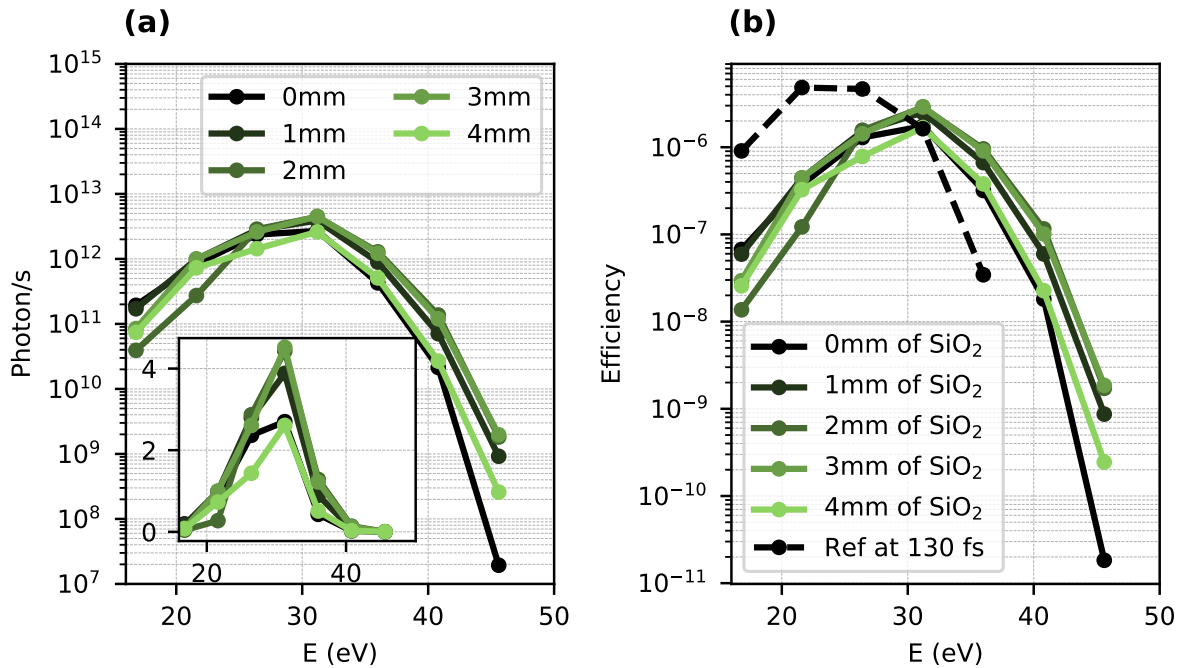 (a)
10^15
10^14
10^13
10^12
10^11
10^10
10^9
10^8
10^7
Photon/s
0mm
1mm
2mm
3mm
4mm
4
2
0
20 40
20 30 40 50
E (eV)
(b)
10^-6
10^-7
10^-8
10^-9
10^-10
10^-11
Efficiency
0mm of SiO₂
1mm of SiO₂
2mm of SiO₂
3mm of SiO₂
4mm of SiO₂
Ref at 130 fs
20 30 40 50
E (eV)